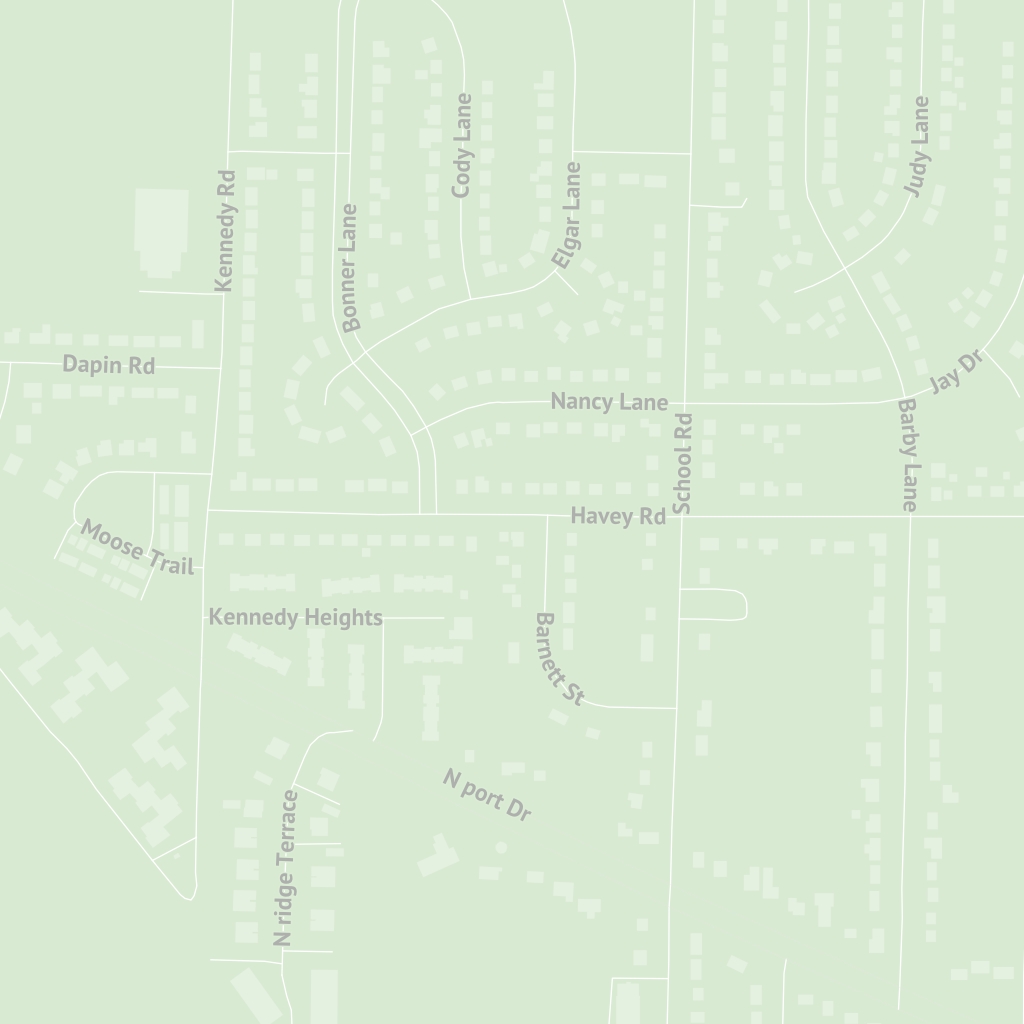 Cody Lane
Judy Lane
Elgar Lane
Kennedy Rd
Bonner Lane
Dapin Rd
Jay Dr
Nancy Lane
Barby Lane
School Rd
Havey Rd
Moose Trail
Kennedy Heights
Barnett St
N port Dr
N ridge Terrace